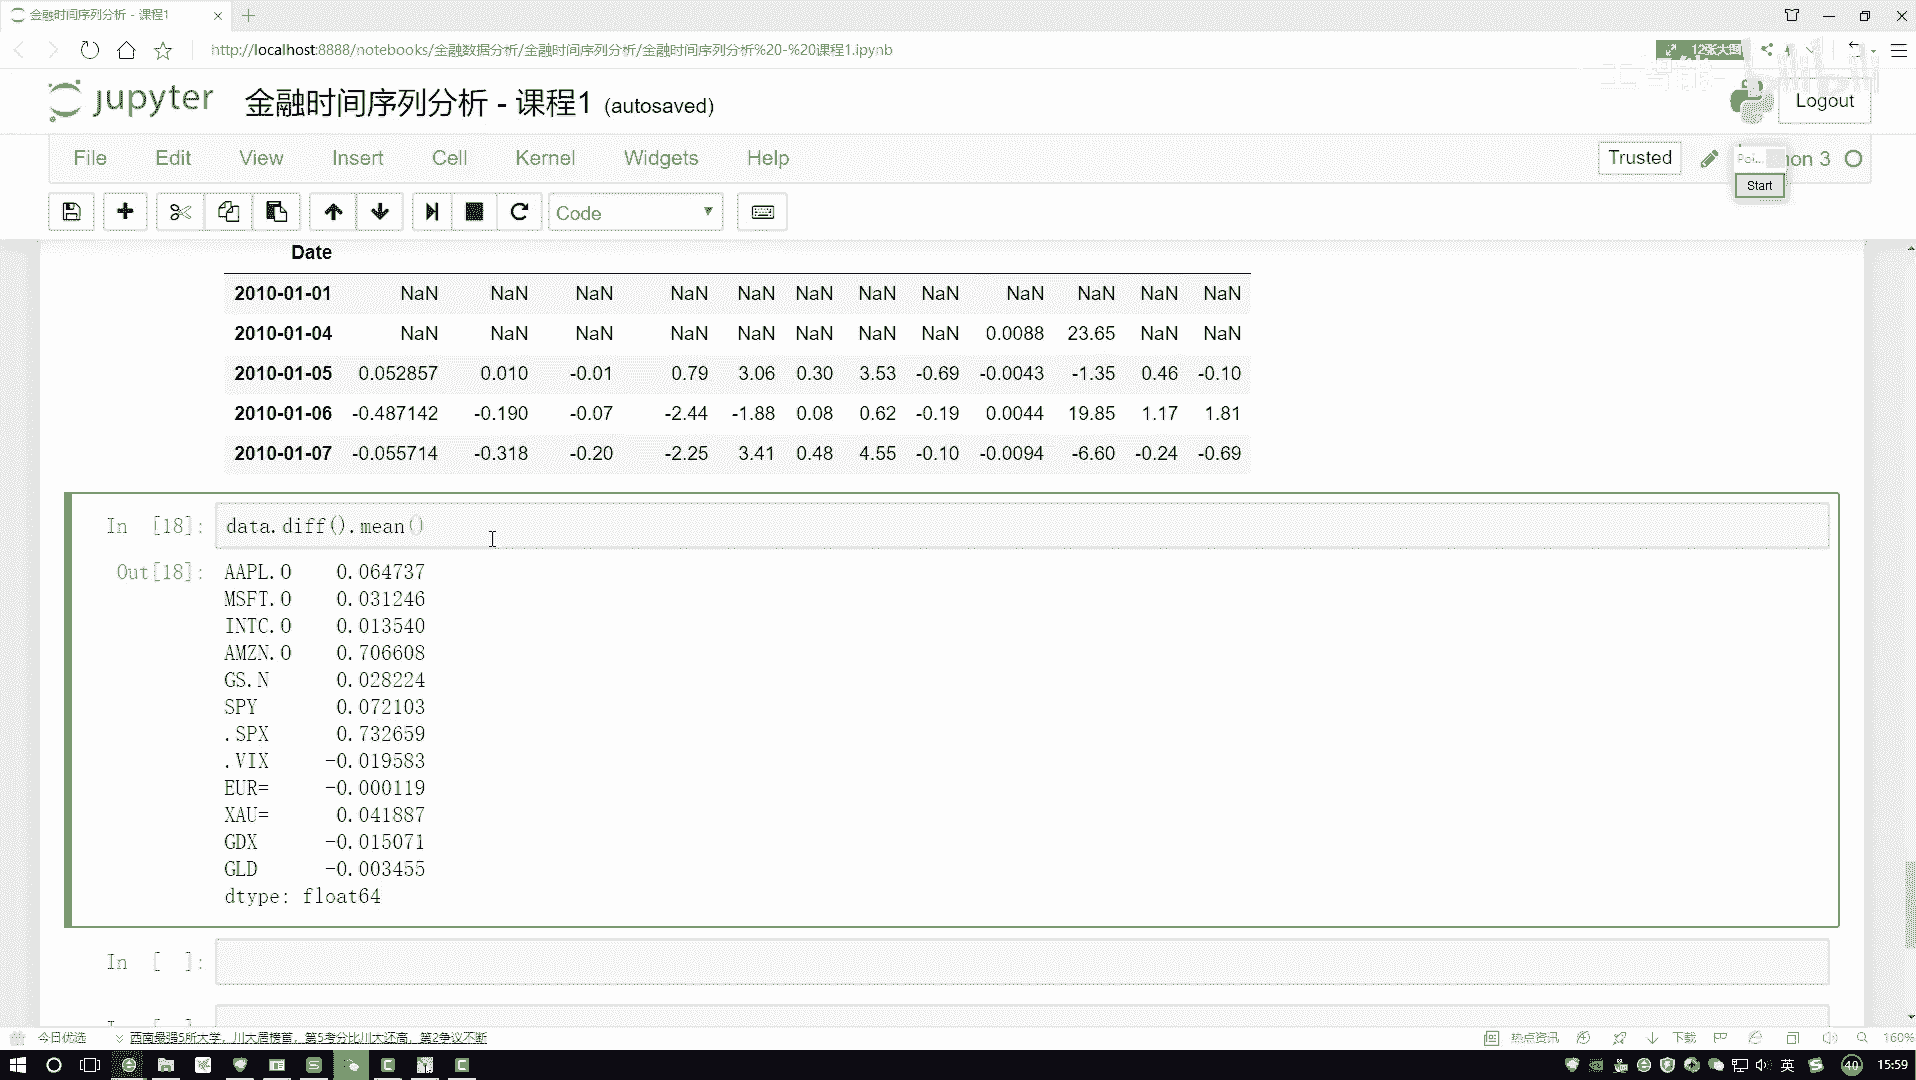 金融时间序列分析 - 课程1
http://localhost:8888/notebooks/金融数据分析/金融时间序列分析/金融时间序列分析%20-%20课程1.ipynb
12张大图
jupyter 金融时间序列分析 - 课程1 (autosaved)
Logout
File Edit View Insert Cell Kernel Widgets Help
Trusted
Poi... hon 3
Start
Code
Date
2010-01-01 NaN NaN NaN NaN NaN NaN NaN NaN NaN NaN NaN NaN
2010-01-04 NaN NaN NaN NaN NaN NaN NaN NaN 0.0088 23.65 NaN NaN
2010-01-05 0.052857 0.010 -0.01 0.79 3.06 0.30 3.53 -0.69 -0.0043 -1.35 0.46 -0.10
2010-01-06 -0.487142 -0.190 -0.07 -2.44 -1.88 0.08 0.62 -0.19 0.0044 19.85 1.17 1.81
2010-01-07 -0.055714 -0.318 -0.20 -2.25 3.41 0.48 4.55 -0.10 -0.0094 -6.60 -0.24 -0.69
In [18]: data.diff().mean()
Out[18]: AAPL.O 0.064737
MSFT.O 0.031246
INTC.O 0.013540
AMZN.O 0.706608
GS.N 0.028224
SPY 0.072103
.SPX 0.732659
.VIX -0.019583
EUR= -0.000119
XAU= 0.041887
GDX -0.015071
GLD -0.003455
dtype: float64
In [ ]:
今日优选 西南最强5所大学，川大居榜首，第5考分比川大还高，第2争议不断
热点资讯 下载 160%
英 40 15:59